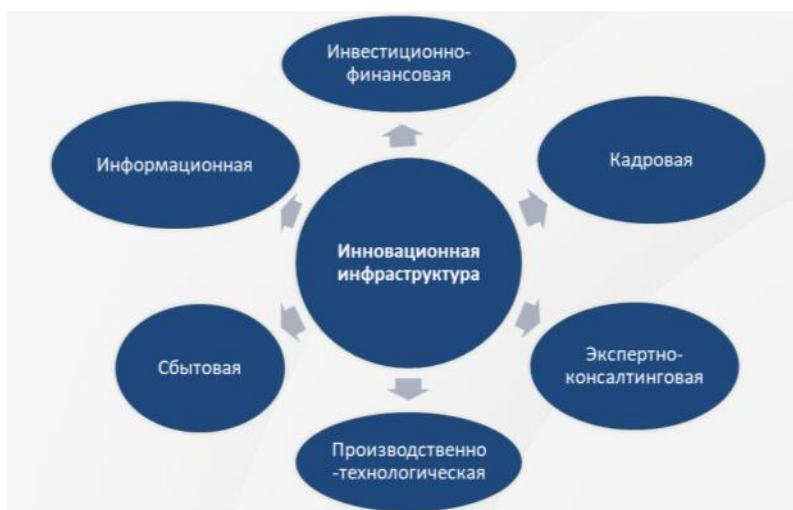 Инвестиционно-
финансовая
Информационная
Кадровая
Инновационная
инфраструктура
Сбытовая
Экспертно-
консалтинговая
Производственно
-технологическая